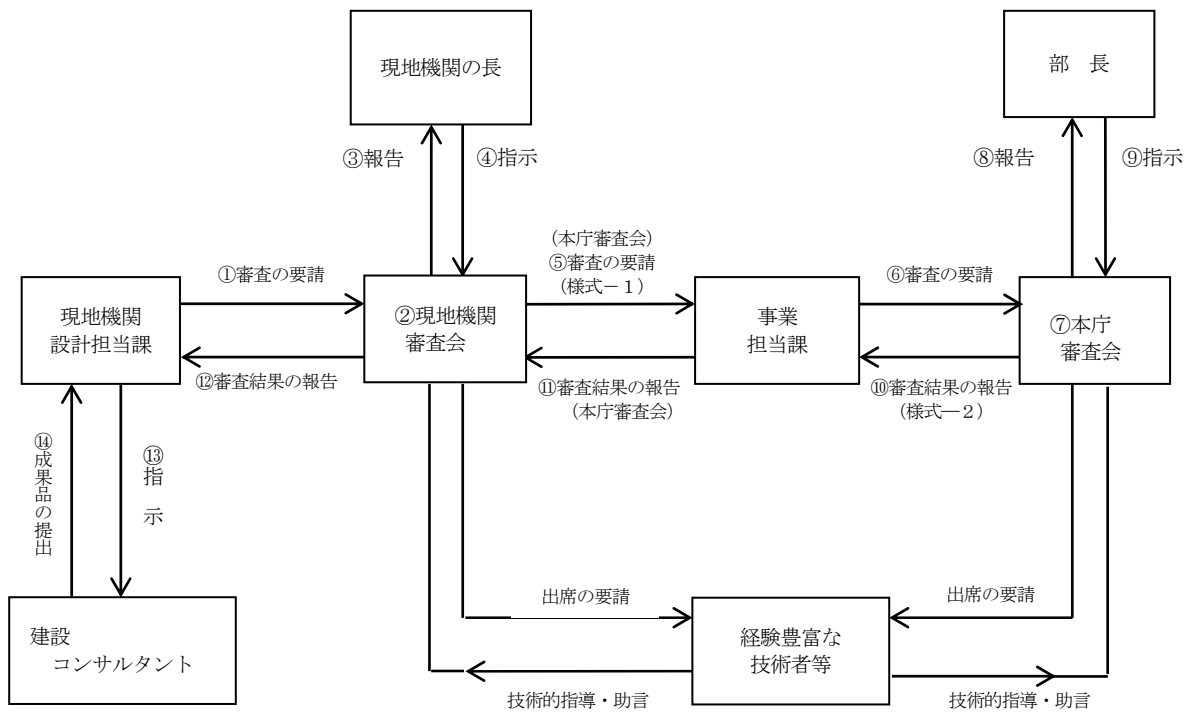 現地機関の長
部　長
③報告
④指示
⑧報告
⑨指示
(本庁審査会)
⑤審査の要請
(様式－１)
①審査の要請
⑥審査の要請
現地機関
設計担当課
②現地機関
審査会
事業
担当課
⑦本庁
審査会
⑫審査結果の報告
⑪審査結果の報告
(本庁審査会)
⑩審査結果の報告
(様式―２)
⑭成果品の提出
⑬指　示
出席の要請
出席の要請
建設
コンサルタント
経験豊富な
技術者等
技術的指導・助言
技術的指導・助言